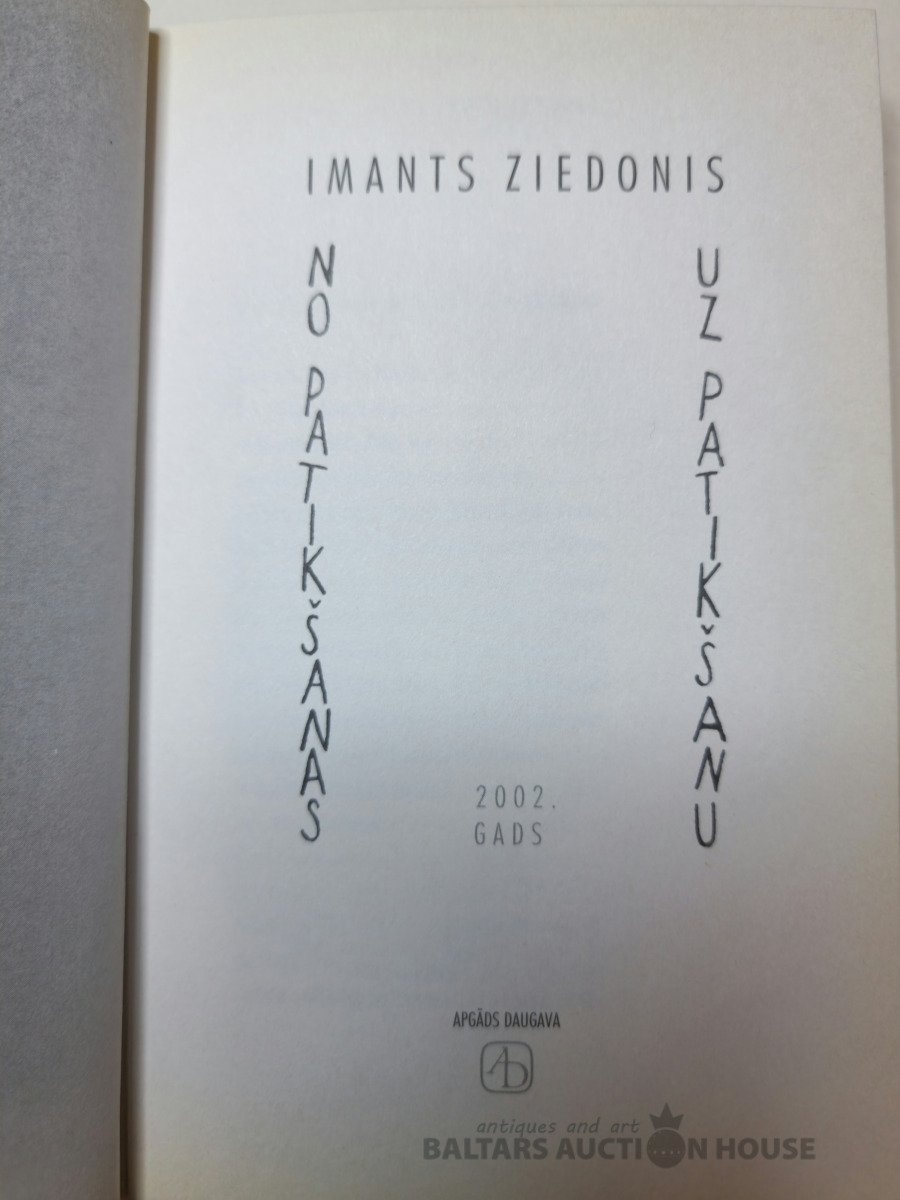 IMANTS ZIEDONIS
NO PATIKŠANAS
UZ PATIKŠANU
2002.
GADS
APGĀDS DAUGAVA
AD
antiques and art
BALTARS AUCTION HOUSE